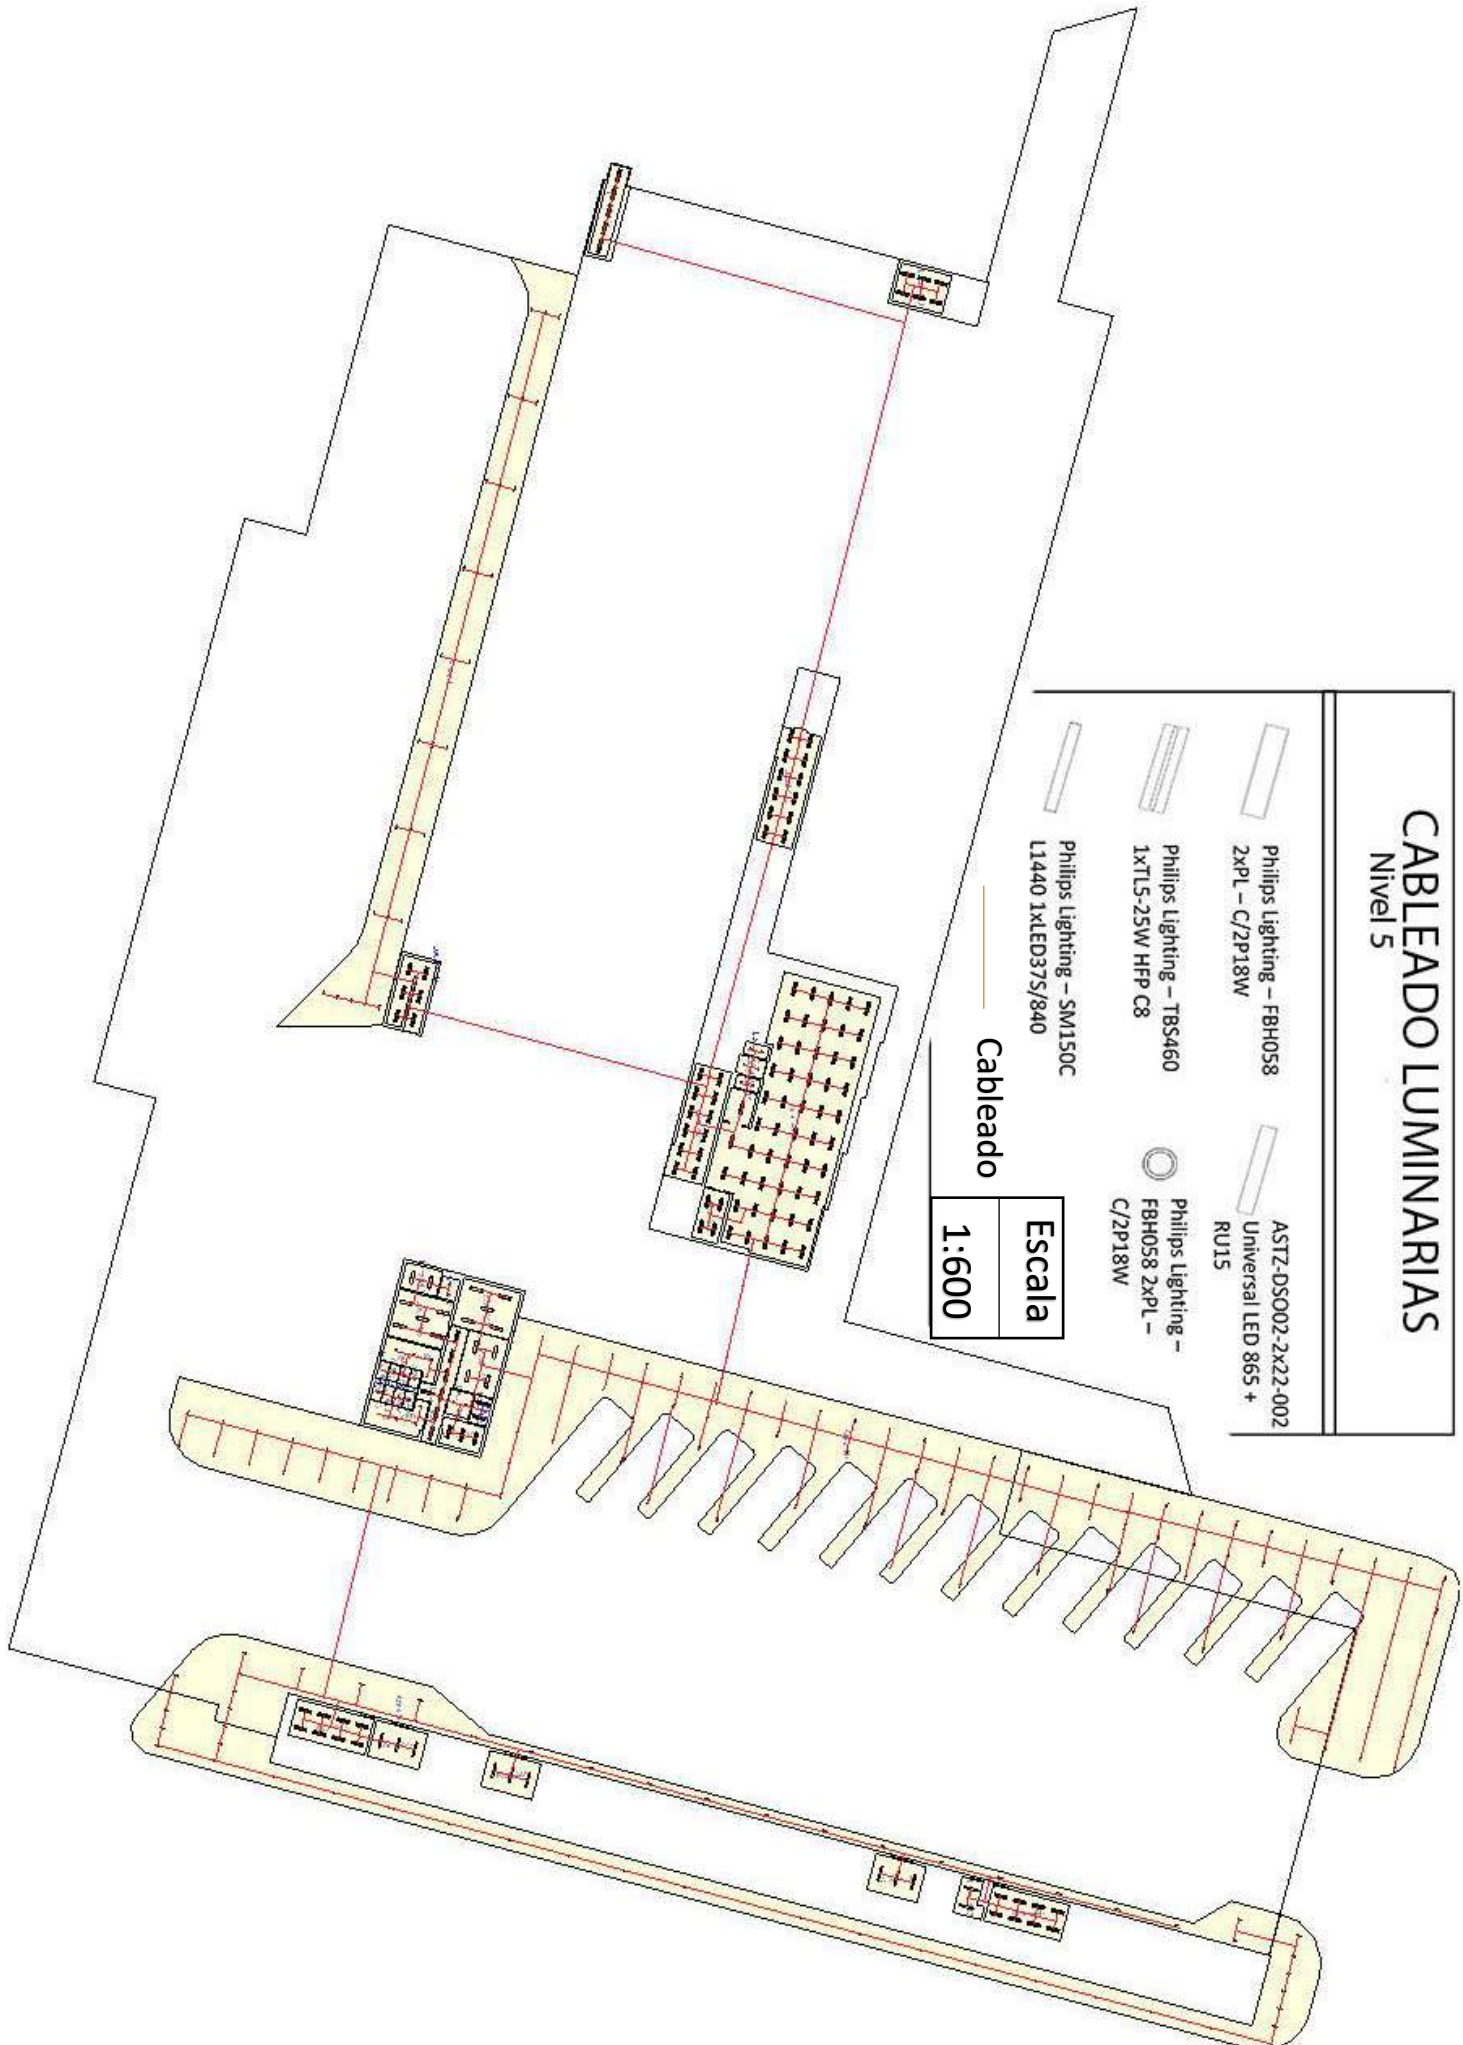 CABLEADO LUMINARIAS
Nivel 5
Philips Lighting – FBH058
2xPL – C/2P18W
ASTZ-DSO02-2x22-002
Universal LED 865 +
RU15
Philips Lighting – TBS460
1xTL5-25W HFP C8
Philips Lighting –
FBH058 2xPL –
C/2P18W
Philips Lighting – SM150C
L1440 1xLED37S/840
Cableado
Escala
1:600